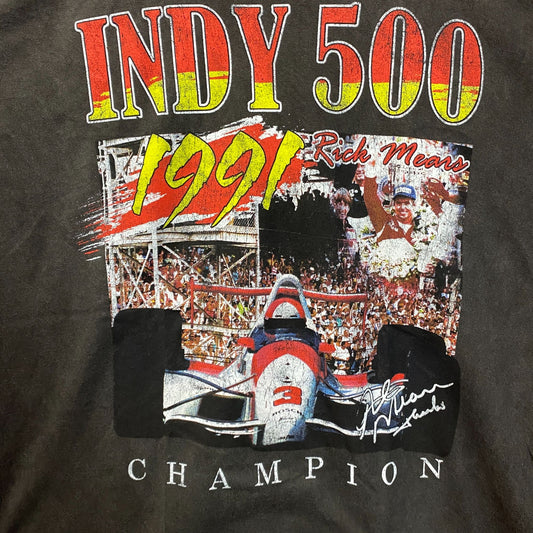 INDY 500
1991
Rick Mears
3
CHAMPION